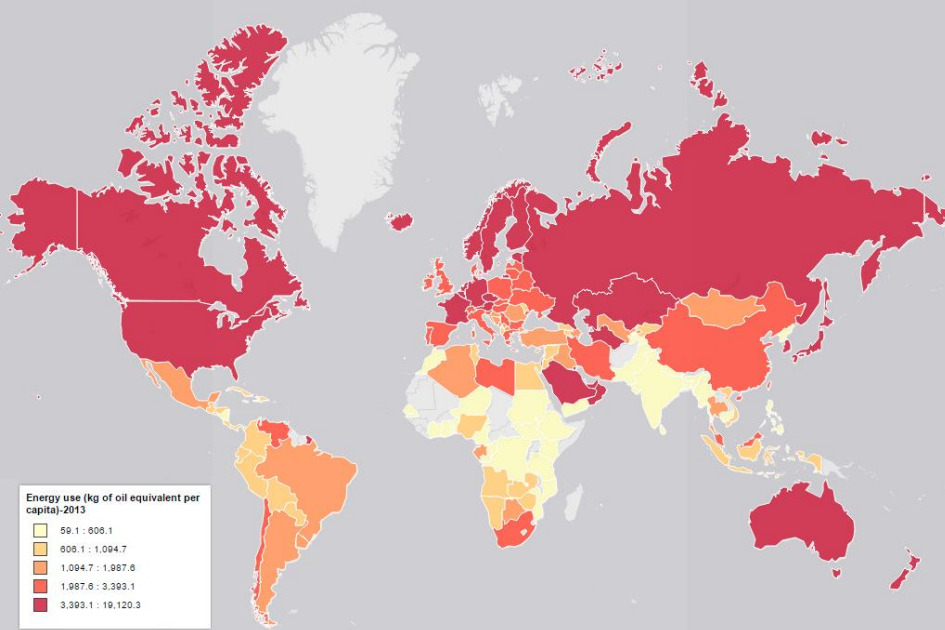 Energy use (kg of oil equivalent per
capita)-2013
59.1 : 606.1
606.1 : 1,094.7
1,094.7 : 1,987.6
1,987.6 : 3,393.1
3,393.1 : 19,120.3